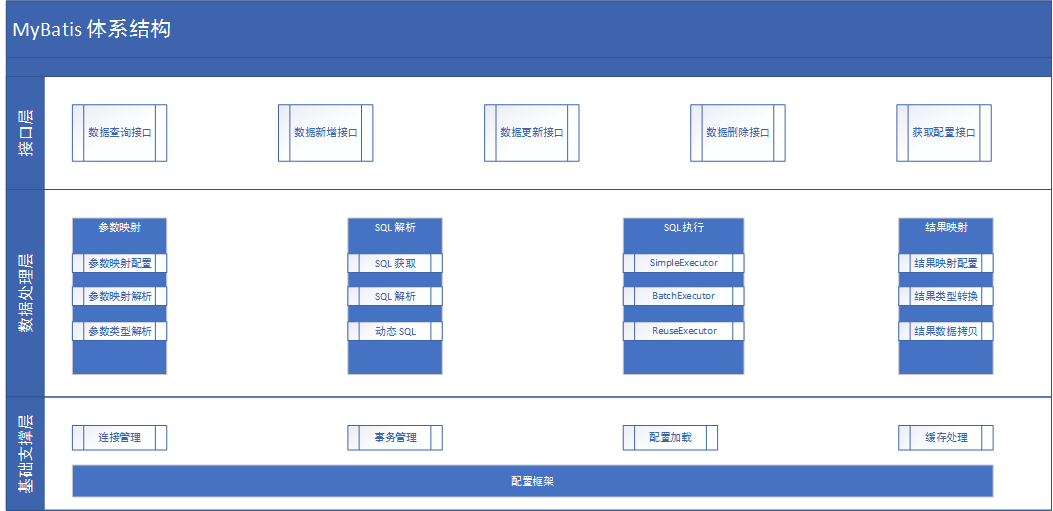 MyBatis 体系结构
接口层
数据查询接口
数据新增接口
数据更新接口
数据删除接口
获取配置接口
数据处理层
参数映射
参数映射配置
参数映射解析
参数类型解析
SQL 解析
SQL 获取
SQL 解析
动态 SQL
SQL 执行
SimpleExecutor
BatchExecutor
ReuseExecutor
结果映射
结果映射配置
结果类型转换
结果数据拷贝
基础支撑层
连接管理
事务管理
配置加载
缓存处理
配置框架